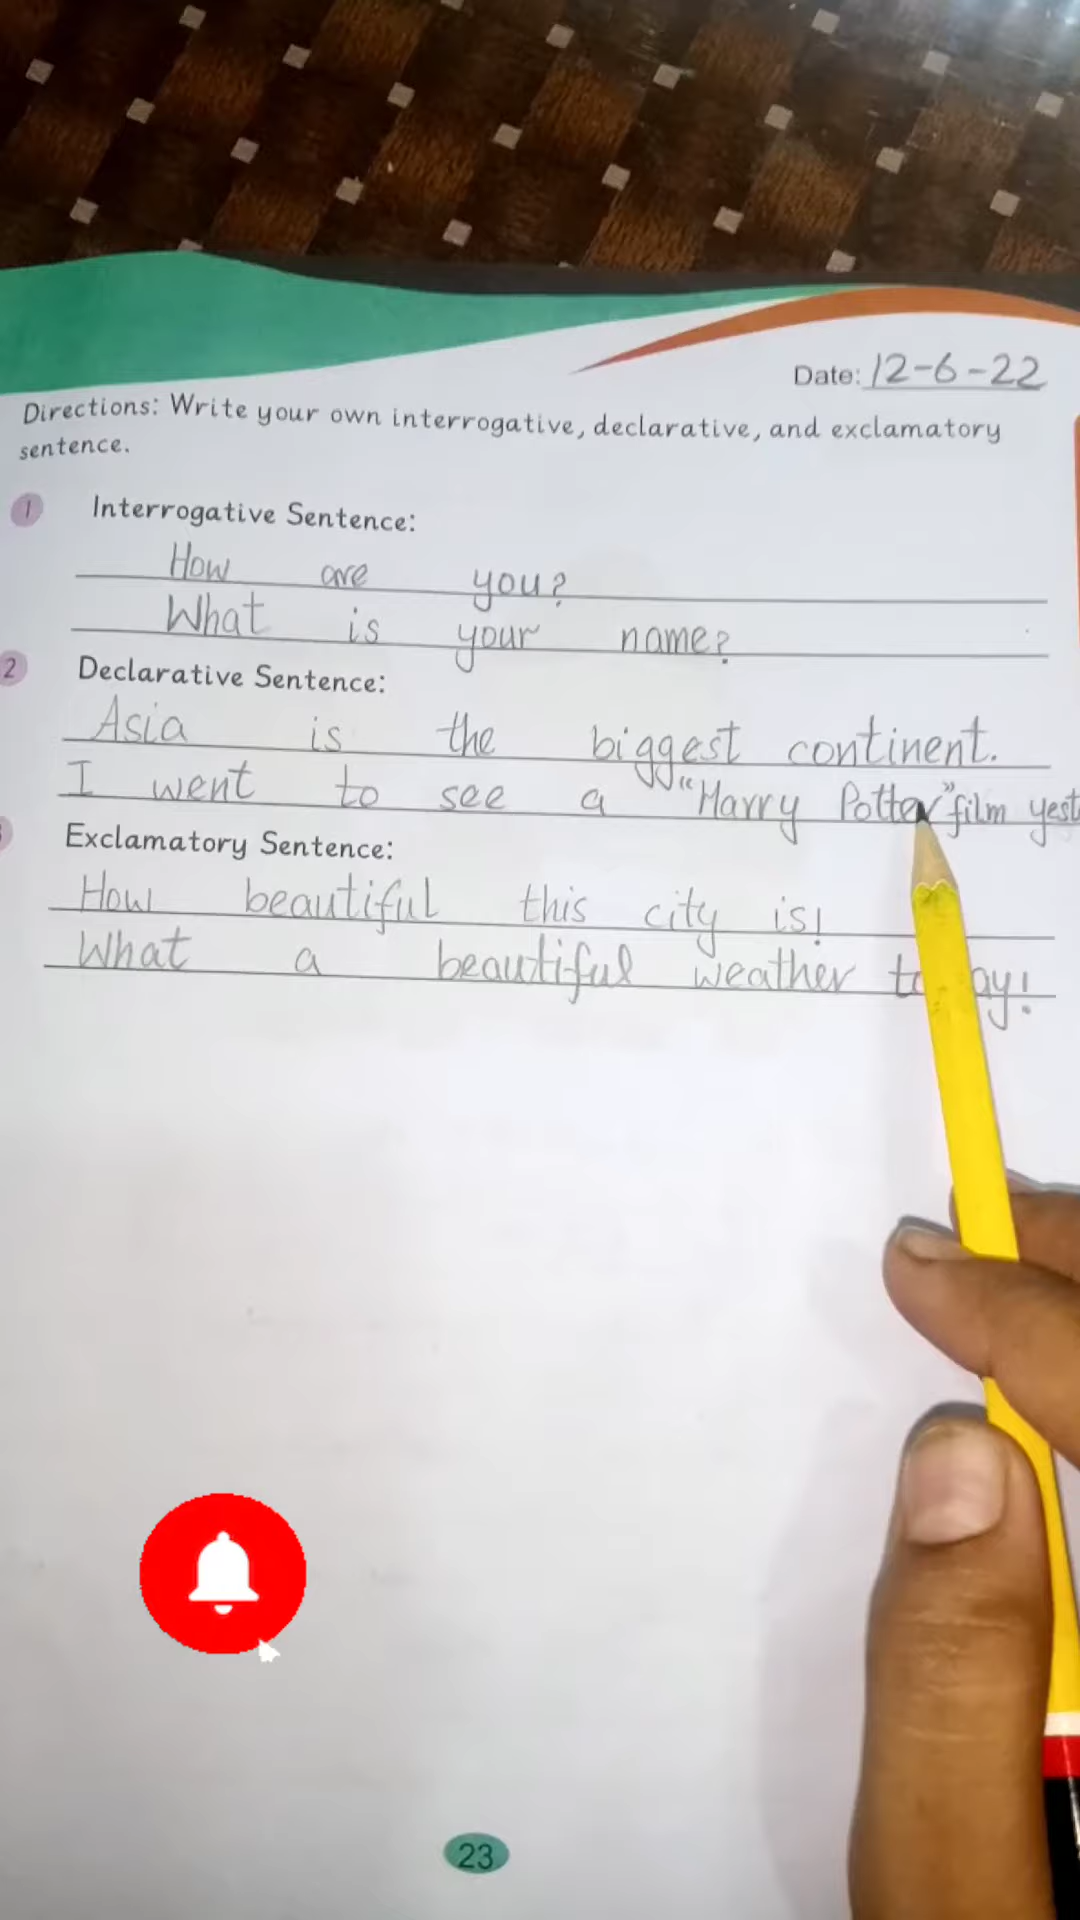 Date: 12-6-22
Directions: Write your own interrogative, declarative, and exclamatory
sentence.
1 Interrogative Sentence:
How are you?
What is your name?
2 Declarative Sentence:
Asia is the biggest continent.
I went to see a "Harry Potter" film
Exclamatory Sentence:
How beautiful this city is!
What a beautiful weather today!
23